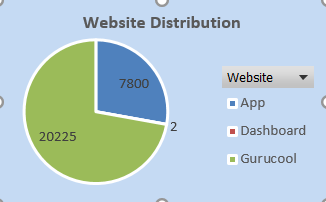 Website Distribution
7800
2
20225
Website
App
Dashboard
Gurucool